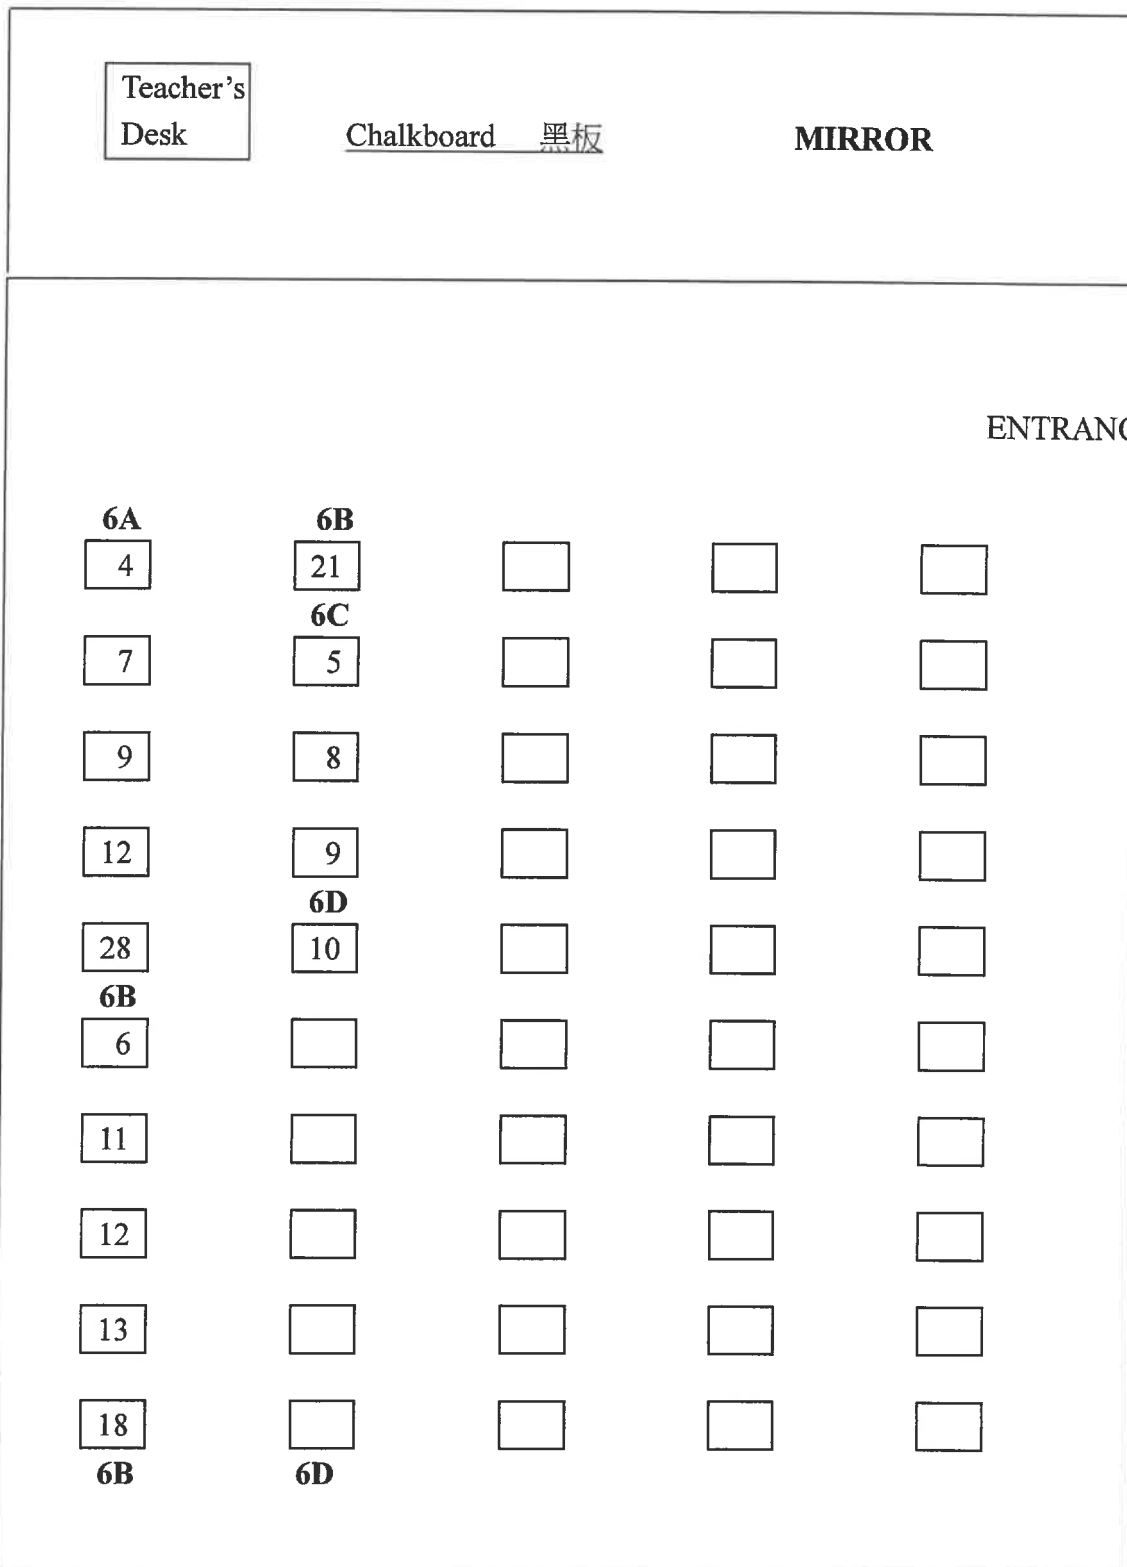 Teacher's
Desk
Chalkboard 黑板
MIRROR
ENTRANC
6A 6B
4 21
6C
7 5
9 8
12 9
6D
28 10
6B
6
11
12
13
18
6B 6D